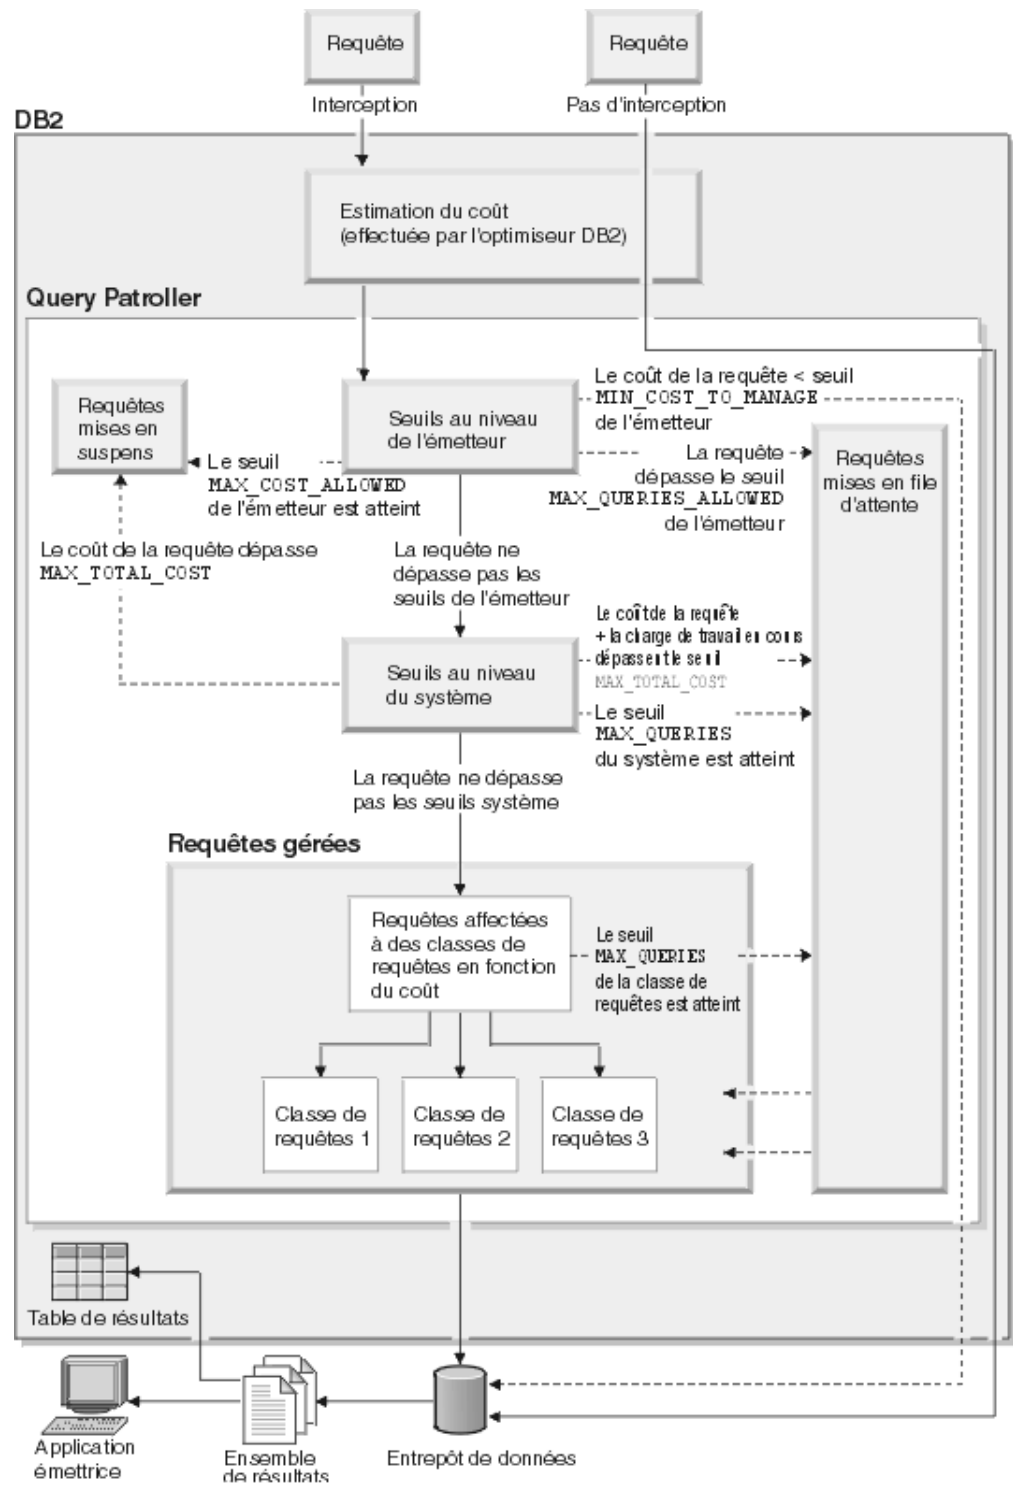 Requête
Requête
Interception
Pas d'interception
DB2
Estimation du coût
(effectuée par l'optimiseur DB2)
Query Patroller
Requêtes
mises en
suspens
Seuils au niveau
de l'émetteur
Le coût de la requête < seuil
MIN_COST_TO_MANAGE
de l'émetteur
Le seuil
MAX_COST_ALLOWED
de l'émetteur est atteint
La requête
dépasse le seuil
MAX_QUERIES_ALLOWED
de l'émetteur
Requêtes
mises en file
d'attente
Le coût de la requête dépasse
MAX_TOTAL_COST
La requête ne
dépasse pas les
seuils de l'émetteur
Le coût de la requête
+ la charge de travail en cours
dépassent le seuil
MAX_TOTAL_COST
Seuils au niveau
du système
Le seuil
MAX_QUERIES
du système est atteint
La requête ne dépasse
pas les seuils système
Requêtes gérées
Requêtes affectées
à des classes de
requêtes en fonction
du coût
Le seuil
MAX_QUERIES
de la classe de
requêtes est atteint
Classe de
requêtes 1
Classe de
requêtes 2
Classe de
requêtes 3
Table de résultats
Application
émettrice
Ensemble
de résultats
Entrepôt de données